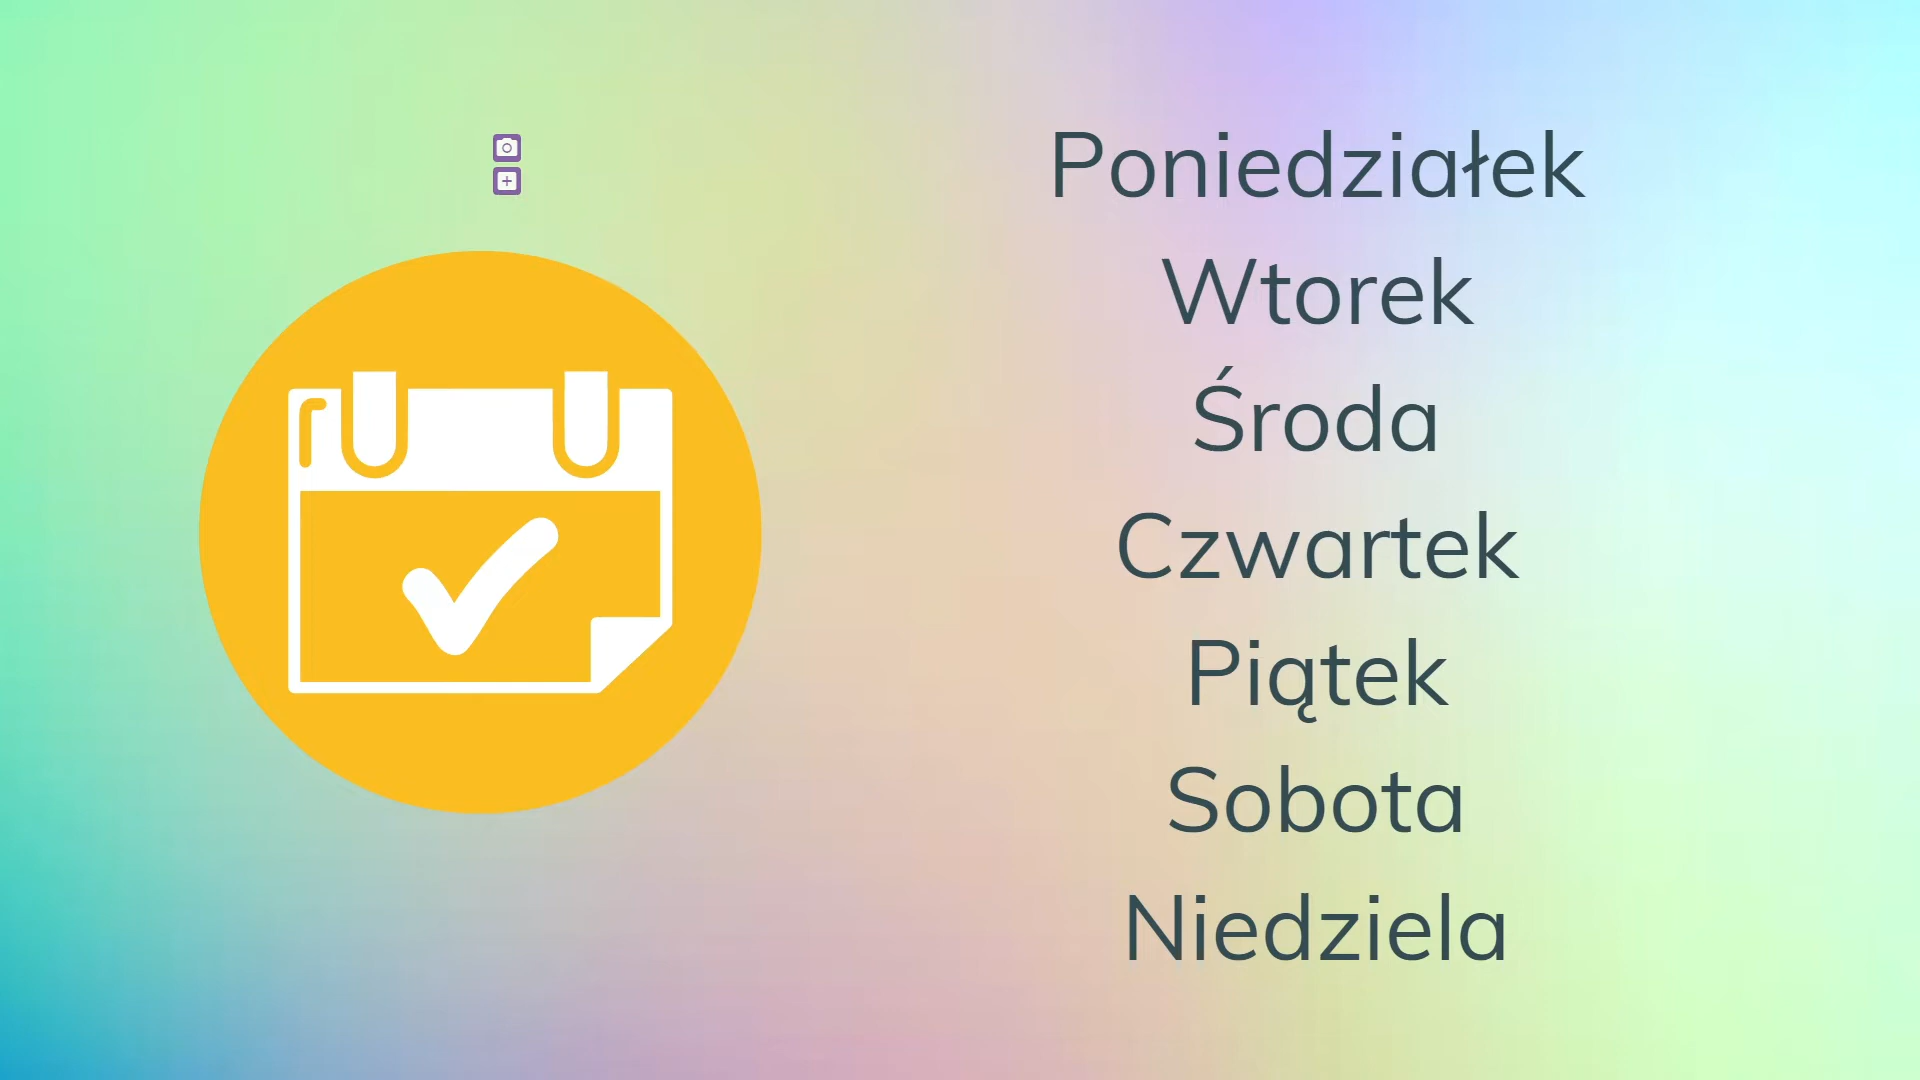 Poniedziałek
Wtorek
Środa
Czwartek
Piątek
Sobota
Niedziela